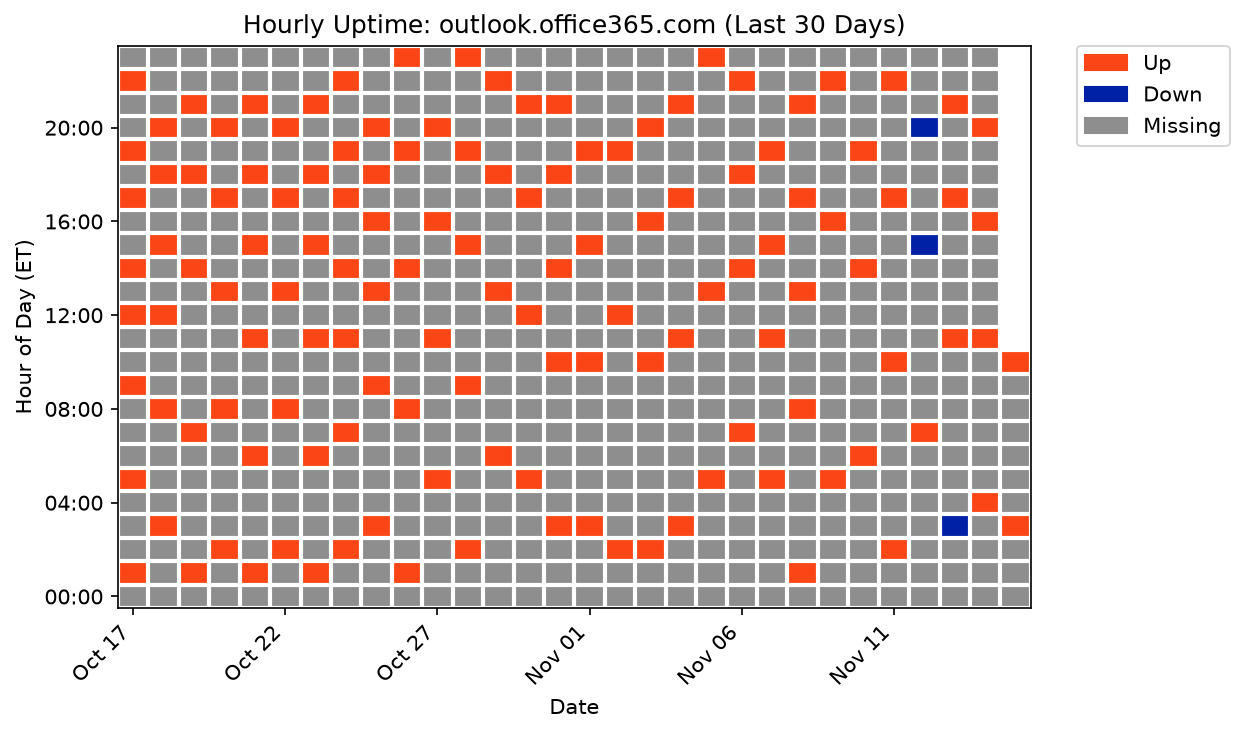 Hourly Uptime: outlook.office365.com (Last 30 Days)
Up
Down
Missing
20:00
16:00
12:00
08:00
04:00
00:00
Hour of Day (ET)
Oct 17
Oct 22
Oct 27
Nov 01
Nov 06
Nov 11
Date